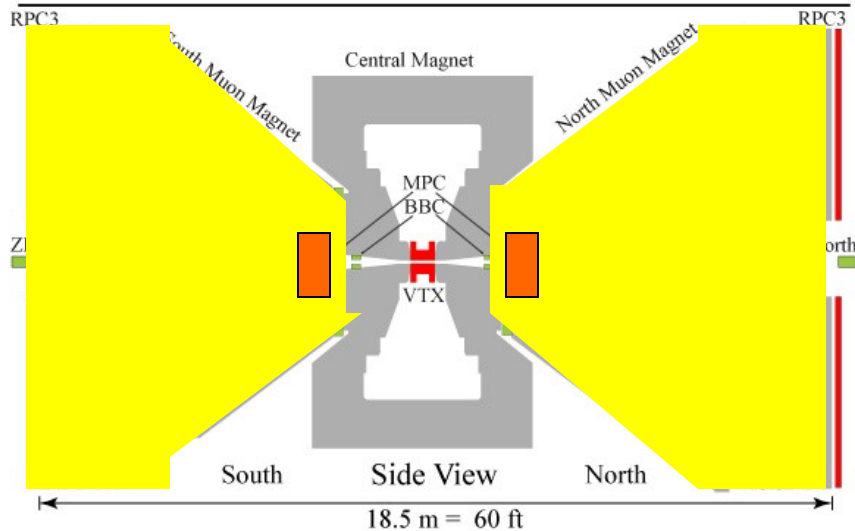 RPC3
RPC3
South Muon Magnet
Central Magnet
North Muon Magnet
MPC
BBC
VTX
South
Side View
North
18.5 m = 60 ft